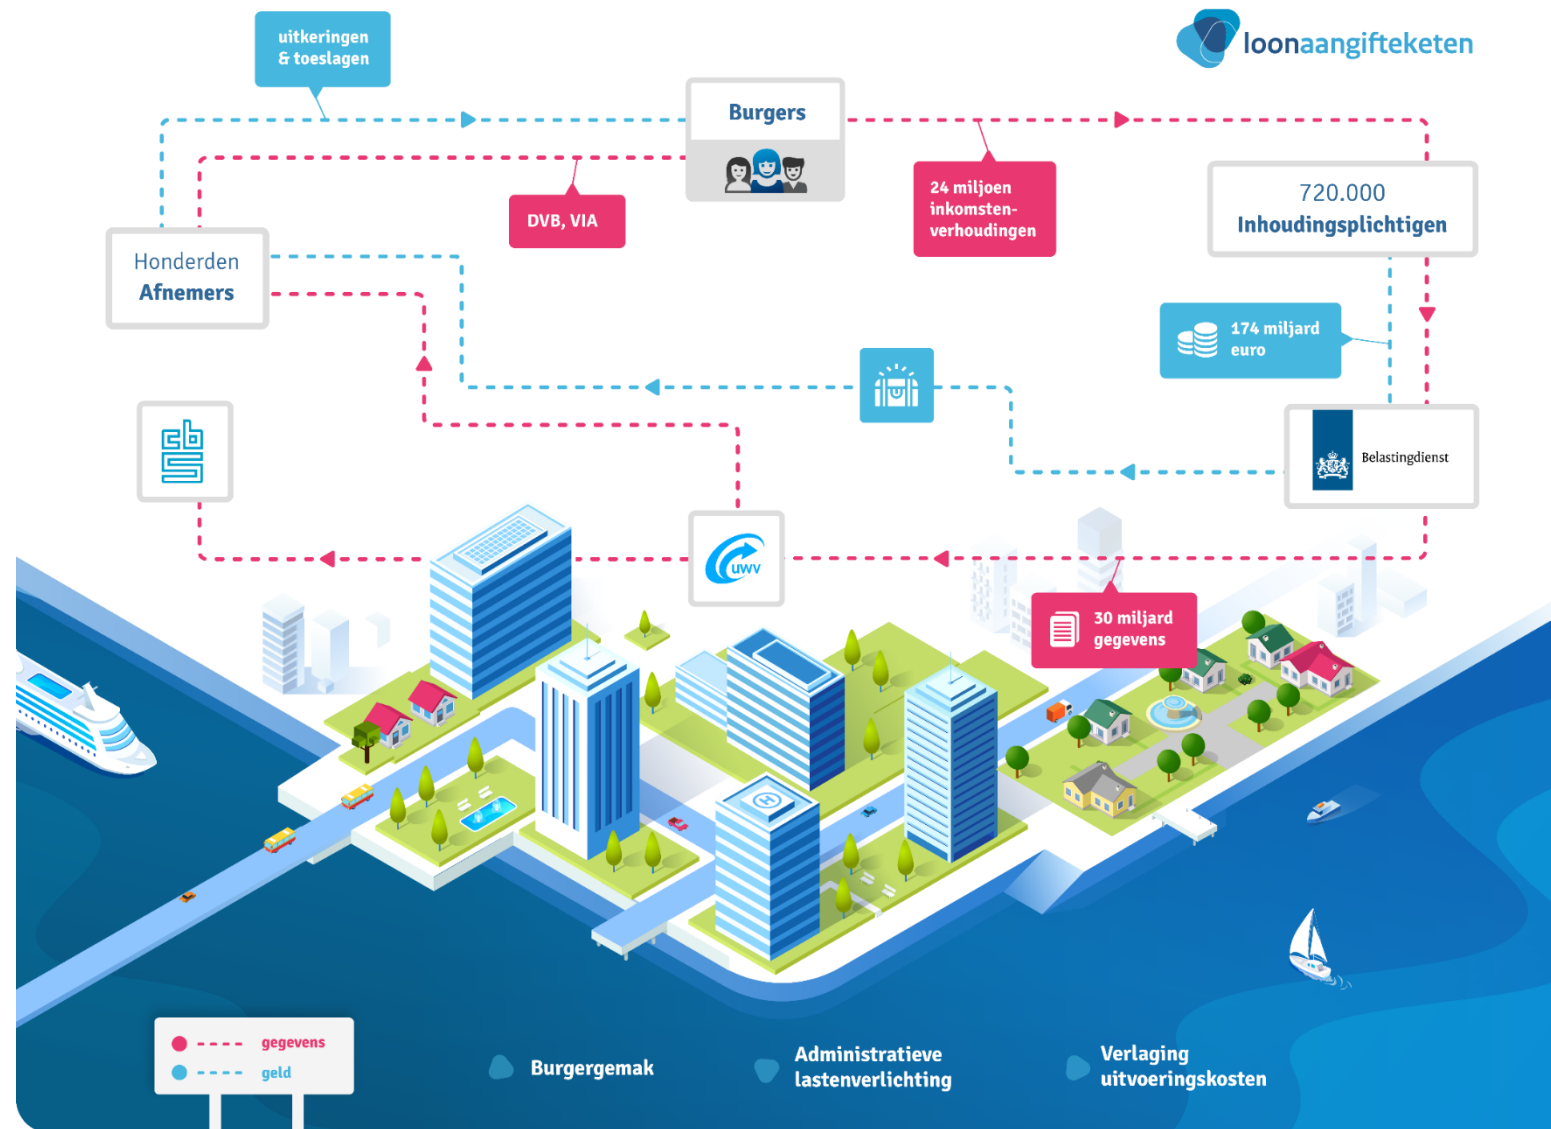 uitkeringen
& toeslagen
loonaangifteketen
Burgers
24 miljoen
inkomsten-
verhoudingen
720.000
Inhoudingsplichtigen
DVB, VIA
Honderden
Afnemers
174 miljard
euro
cbs
Belastingdienst
UWV
30 miljard
gegevens
H
gegevens
geld
Burgergemak
Administratieve
lastenverlichting
Verlaging
uitvoeringskosten